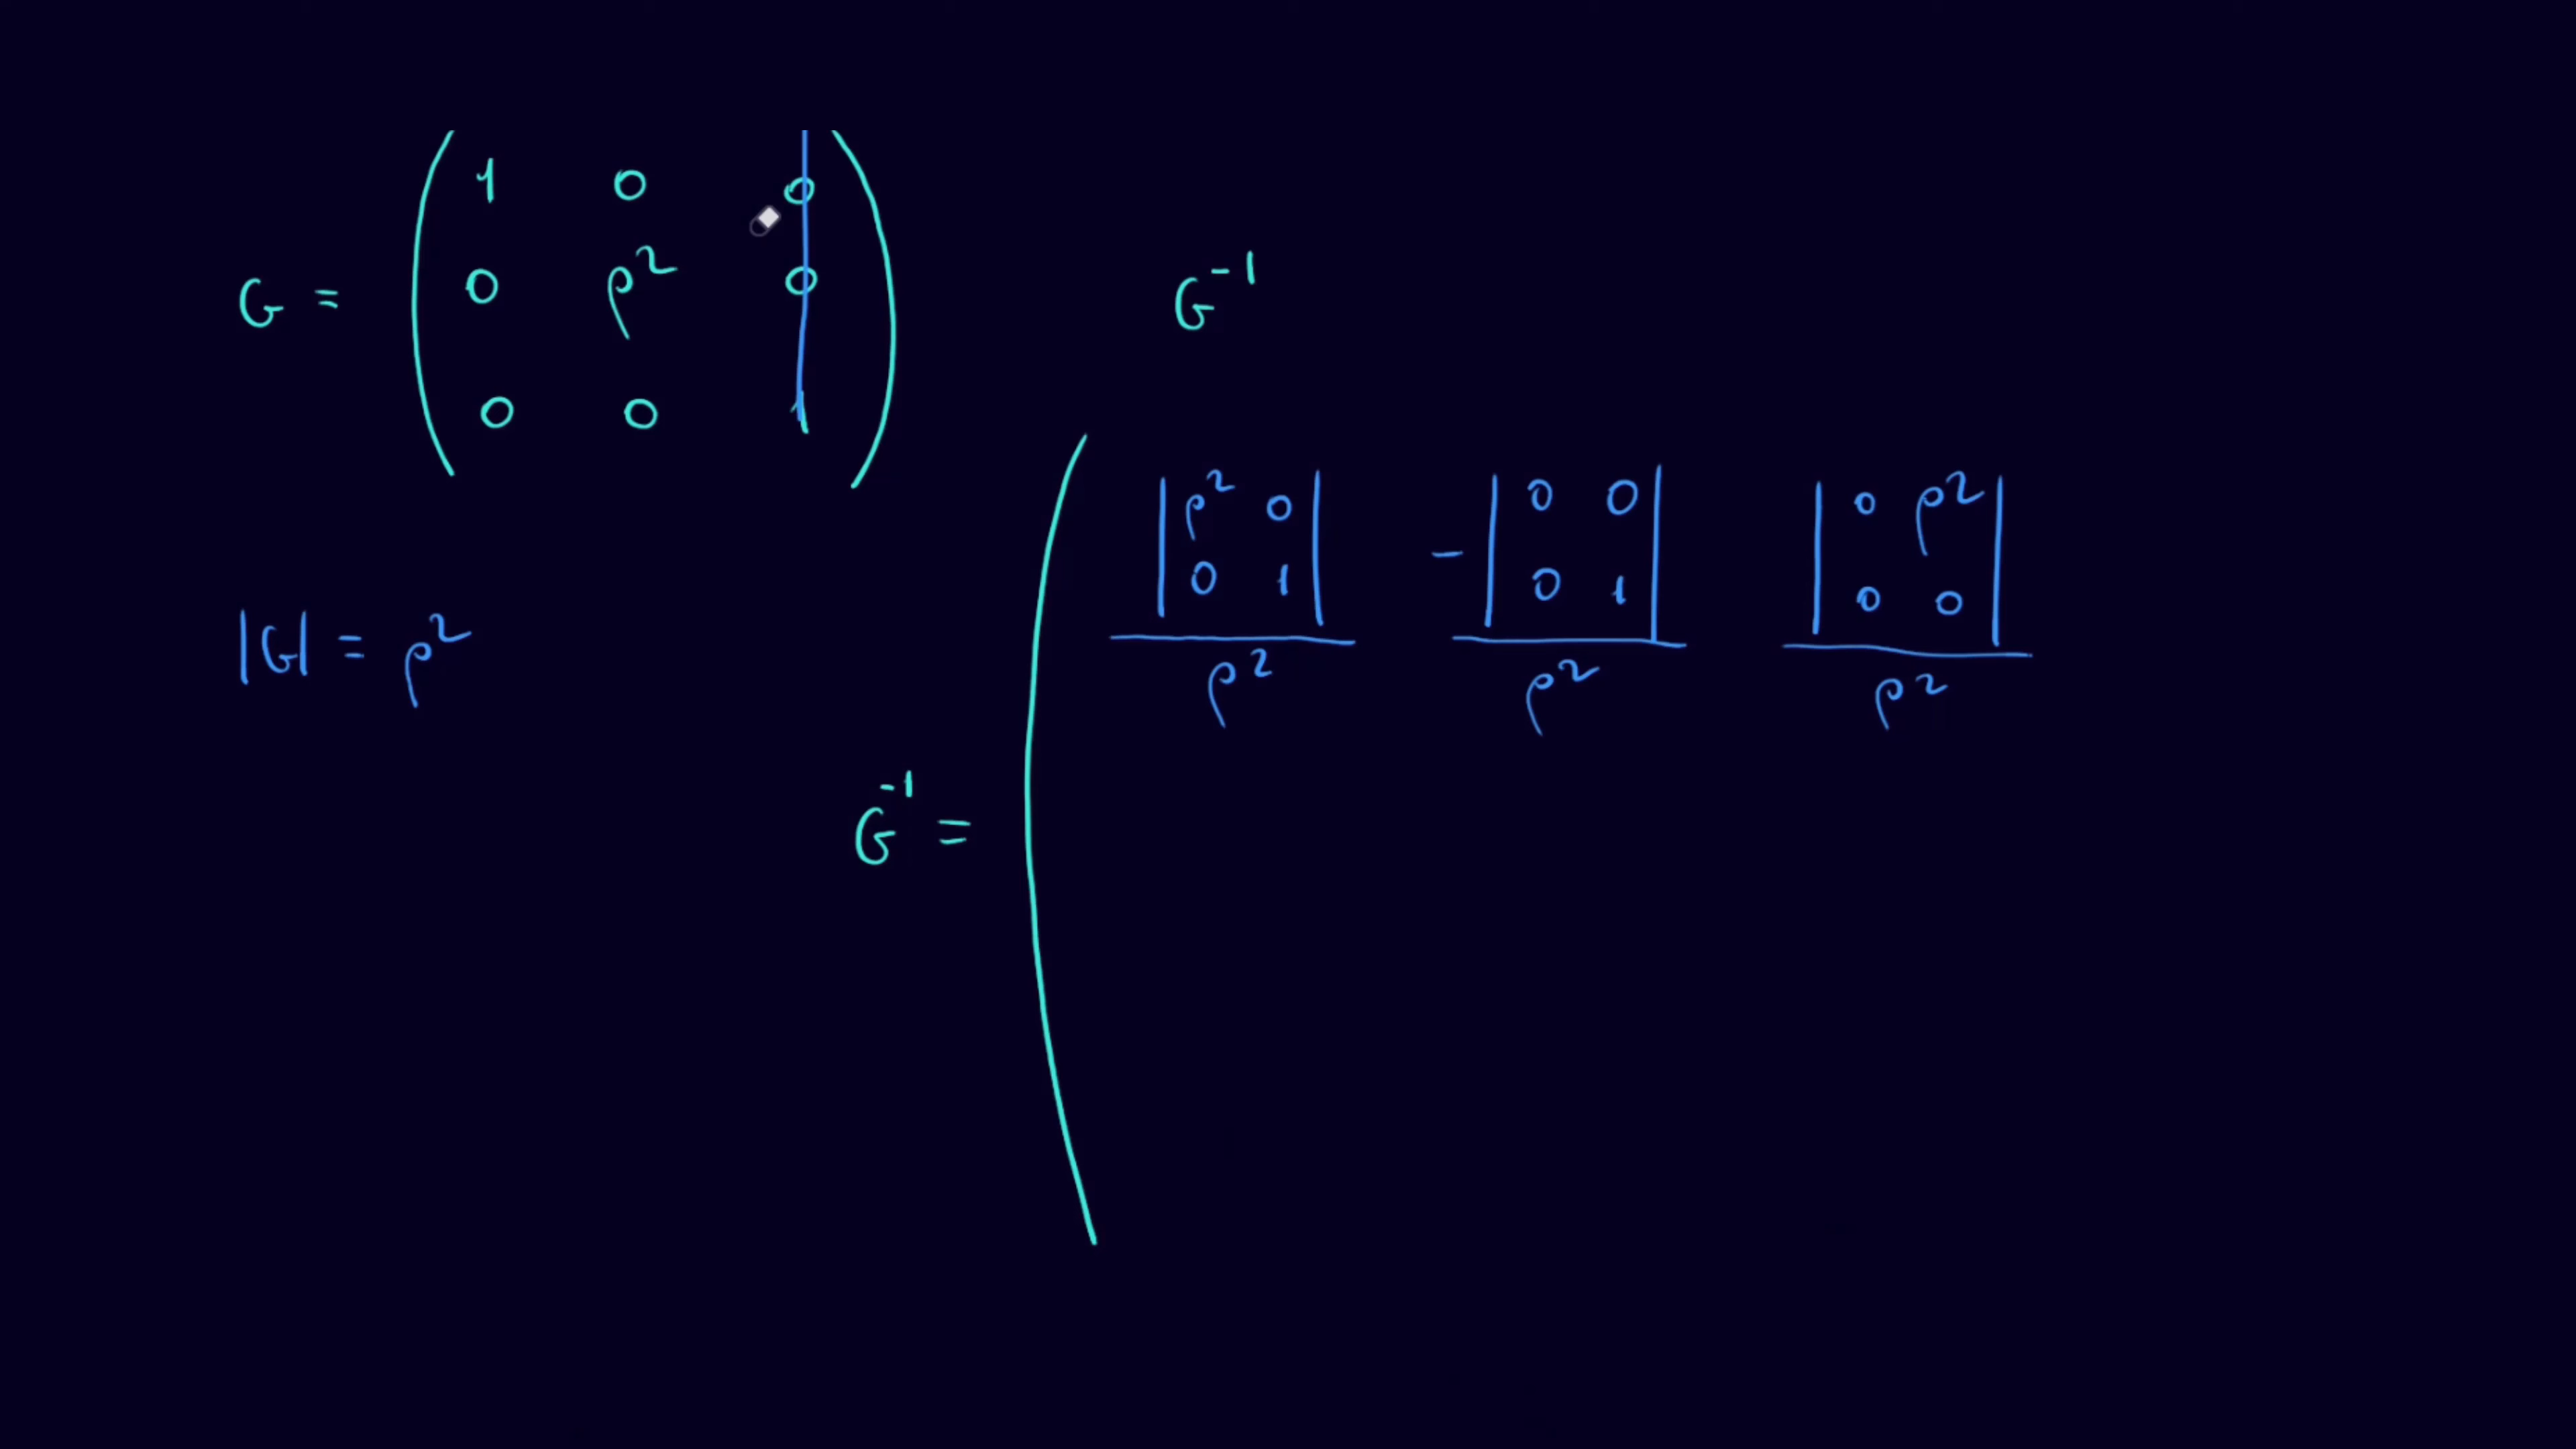 G = ( 1 0 0
0 ρ² 0
0 0 1 )
G⁻¹
|G| = ρ²
G⁻¹ = ( |ρ² 0| -|0 0| |0 ρ²|
|0 1| |0 1| |0 0|
ρ² ρ² ρ²